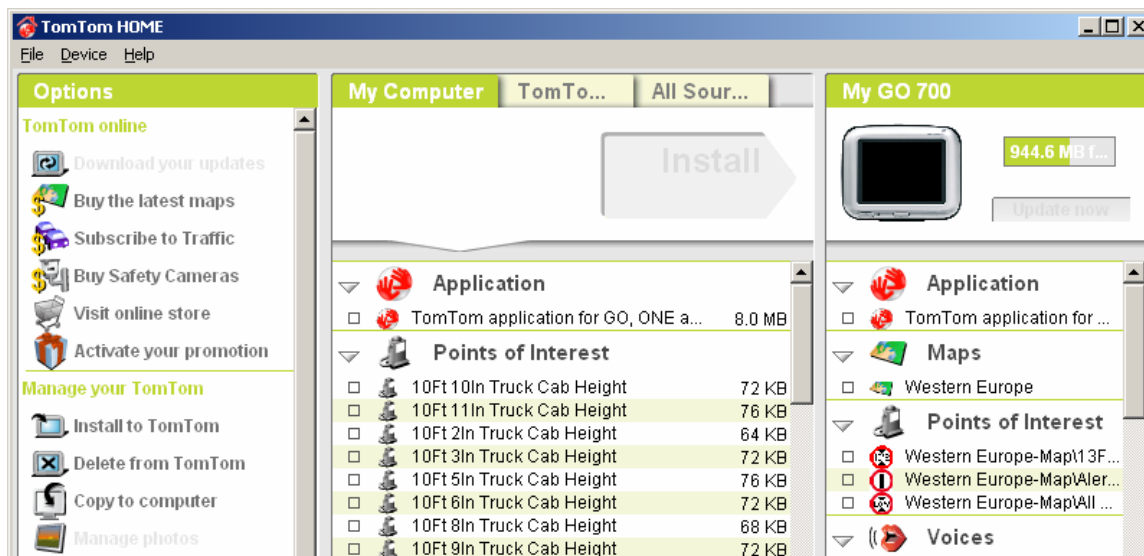 TomTom HOME
File Device Help
Options
TomTom online
Download your updates
Buy the latest maps
Subscribe to Traffic
Buy Safety Cameras
Visit online store
Activate your promotion
Manage your TomTom
Install to TomTom
Delete from TomTom
Copy to computer
Manage photos
My Computer TomTo... All Sour...
Install
Application
TomTom application for GO, ONE a... 8.0 MB
Points of Interest
10Ft 10In Truck Cab Height 72 KB
10Ft 11In Truck Cab Height 76 KB
10Ft 2In Truck Cab Height 64 KB
10Ft 3In Truck Cab Height 72 KB
10Ft 5In Truck Cab Height 76 KB
10Ft 6In Truck Cab Height 72 KB
10Ft 8In Truck Cab Height 68 KB
10Ft 9In Truck Cab Height 72 KB
My GO 700
944.6 MB f...
Update now
Application
TomTom application for ...
Maps
Western Europe
Points of Interest
Western Europe-Map\13F...
Western Europe-Map\Aler...
Western Europe-Map\All ...
Voices